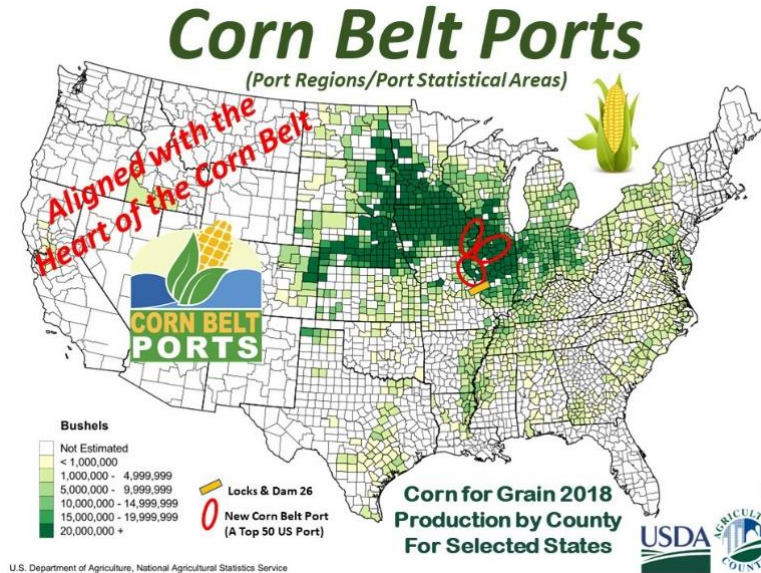 Corn Belt Ports
(Port Regions/Port Statistical Areas)
Aligned with the
Heart of the Corn Belt
CORN BELT
PORTS
Bushels
Not Estimated
< 1,000,000
1,000,000 - 4,999,999
5,000,000 - 9,999,999
10,000,000 - 14,999,999
15,000,000 - 19,999,999
20,000,000 +
Locks & Dam 26
New Corn Belt Port
(A Top 50 US Port)
Corn for Grain 2018
Production by County
For Selected States
USDA
AGRICULTU
COUNT
U.S. Department of Agriculture, National Agricultural Statistics Service